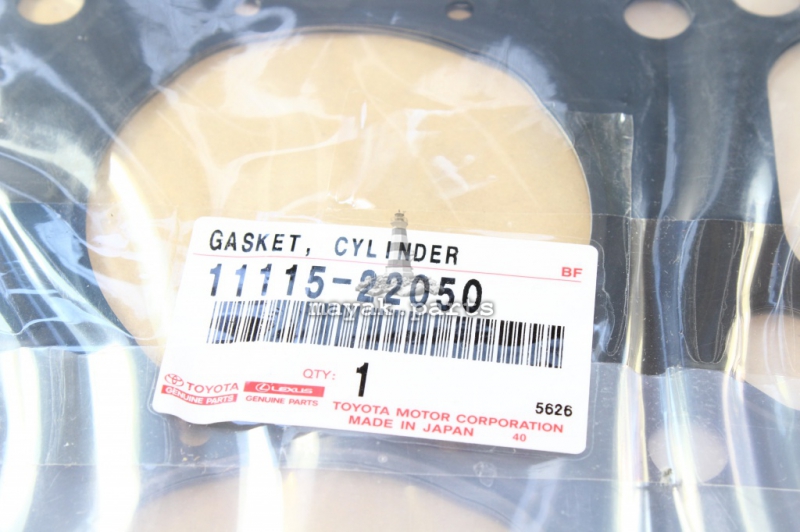 GASKET, CYLINDER
BF
11115-22050
mayak.parts
QTY: 1
TOYOTA
GENUINE PARTS
LEXUS
GENUINE PARTS
5626
TOYOTA MOTOR CORPORATION
MADE IN JAPAN 40